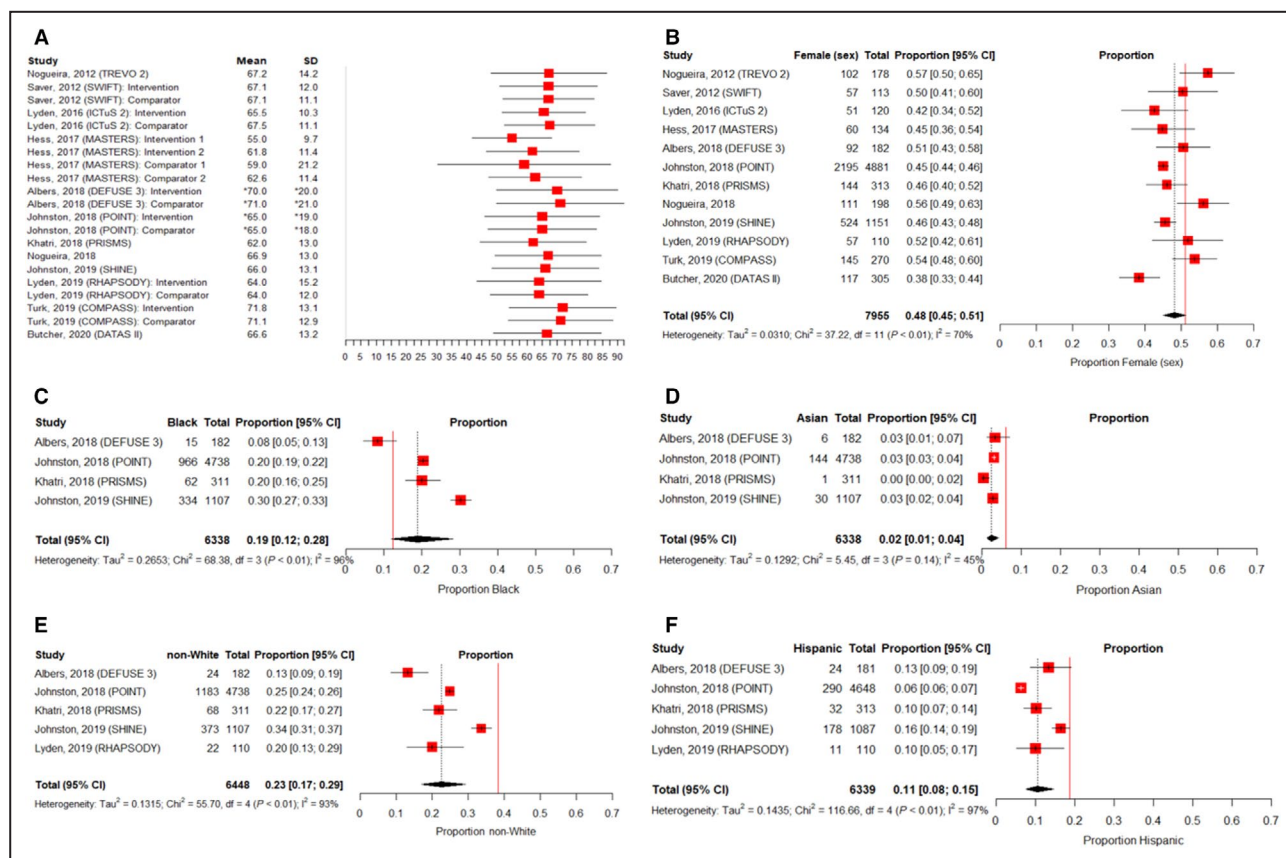 A
Study Mean SD
Nogueira, 2012 (TREVO 2) 67.2 14.2
Saver, 2012 (SWIFT): Intervention 67.1 12.0
Saver, 2012 (SWIFT): Comparator 67.1 11.1
Lyden, 2016 (ICTuS 2): Intervention 65.5 10.3
Lyden, 2016 (ICTuS 2): Comparator 67.5 11.1
Hess, 2017 (MASTERS): Intervention 1 55.0 9.7
Hess, 2017 (MASTERS): Intervention 2 61.8 11.4
Hess, 2017 (MASTERS): Comparator 1 59.0 21.2
Hess, 2017 (MASTERS): Comparator 2 62.6 11.4
Albers, 2018 (DEFUSE 3): Intervention *70.0 *20.0
Albers, 2018 (DEFUSE 3): Comparator *71.0 *21.0
Johnston, 2018 (POINT): Intervention *65.0 *19.0
Johnston, 2018 (POINT): Comparator *65.0 *18.0
Khatri, 2018 (PRISMS) 62.0 13.0
Nogueira, 2018 66.9 13.0
Johnston, 2019 (SHINE) 66.0 13.1
Lyden, 2019 (RHAPSODY): Intervention 64.0 15.2
Lyden, 2019 (RHAPSODY): Comparator 64.0 12.0
Turk, 2019 (COMPASS): Intervention 71.8 13.1
Turk, 2019 (COMPASS): Comparator 71.1 12.9
Butcher, 2020 (DATAS II) 66.6 13.2
0 5 10 15 20 25 30 35 40 45 50 55 60 65 70 75 80 85 90
B
Study Female (sex) Total Proportion [95% CI] Proportion
Nogueira, 2012 (TREVO 2) 102 178 0.57 [0.50; 0.65]
Saver, 2012 (SWIFT) 57 113 0.50 [0.41; 0.60]
Lyden, 2016 (ICTuS 2) 51 120 0.42 [0.34; 0.52]
Hess, 2017 (MASTERS) 60 134 0.45 [0.36; 0.54]
Albers, 2018 (DEFUSE 3) 92 182 0.51 [0.43; 0.58]
Johnston, 2018 (POINT) 2195 4881 0.45 [0.44; 0.46]
Khatri, 2018 (PRISMS) 144 313 0.46 [0.40; 0.52]
Nogueira, 2018 111 198 0.56 [0.49; 0.63]
Johnston, 2019 (SHINE) 524 1151 0.46 [0.43; 0.48]
Lyden, 2019 (RHAPSODY) 57 110 0.52 [0.42; 0.61]
Turk, 2019 (COMPASS) 145 270 0.54 [0.48; 0.60]
Butcher, 2020 (DATAS II) 117 305 0.38 [0.33; 0.44]
Total (95% CI) 7955 0.48 [0.45; 0.51]
Heterogeneity: Tau² = 0.0310; Chi² = 37.22, df = 11 (P < 0.01); I² = 70%
0 0.1 0.2 0.3 0.4 0.5 0.6 0.7
Proportion Female (sex)
C
Study Black Total Proportion [95% CI] Proportion
Albers, 2018 (DEFUSE 3) 15 182 0.08 [0.05; 0.13]
Johnston, 2018 (POINT) 966 4738 0.20 [0.19; 0.22]
Khatri, 2018 (PRISMS) 62 311 0.20 [0.16; 0.25]
Johnston, 2019 (SHINE) 334 1107 0.30 [0.27; 0.33]
Total (95% CI) 6338 0.19 [0.12; 0.28]
Heterogeneity: Tau² = 0.2653; Chi² = 68.38, df = 3 (P < 0.01); I² = 96%
0 0.1 0.2 0.3 0.4 0.5 0.6 0.7
Proportion Black
D
Study Asian Total Proportion [95% CI] Proportion
Albers, 2018 (DEFUSE 3) 6 182 0.03 [0.01; 0.07]
Johnston, 2018 (POINT) 144 4738 0.03 [0.03; 0.04]
Khatri, 2018 (PRISMS) 1 311 0.00 [0.00; 0.02]
Johnston, 2019 (SHINE) 30 1107 0.03 [0.02; 0.04]
Total (95% CI) 6338 0.02 [0.01; 0.04]
Heterogeneity: Tau² = 0.1292; Chi² = 5.45, df = 3 (P = 0.14); I² = 45%
0 0.1 0.2 0.3 0.4 0.5 0.6 0.7
Proportion Asian
E
Study non-White Total Proportion [95% CI] Proportion
Albers, 2018 (DEFUSE 3) 24 182 0.13 [0.09; 0.19]
Johnston, 2018 (POINT) 1183 4738 0.25 [0.24; 0.26]
Khatri, 2018 (PRISMS) 68 311 0.22 [0.17; 0.27]
Johnston, 2019 (SHINE) 373 1107 0.34 [0.31; 0.37]
Lyden, 2019 (RHAPSODY) 22 110 0.20 [0.13; 0.29]
Total (95% CI) 6448 0.23 [0.17; 0.29]
Heterogeneity: Tau² = 0.1315; Chi² = 55.70, df = 4 (P < 0.01); I² = 93%
0 0.1 0.2 0.3 0.4 0.5 0.6 0.7
Proportion non-White
F
Study Hispanic Total Proportion [95% CI] Proportion
Albers, 2018 (DEFUSE 3) 24 181 0.13 [0.09; 0.19]
Johnston, 2018 (POINT) 290 4648 0.06 [0.06; 0.07]
Khatri, 2018 (PRISMS) 32 313 0.10 [0.07; 0.14]
Johnston, 2019 (SHINE) 178 1087 0.16 [0.14; 0.19]
Lyden, 2019 (RHAPSODY) 11 110 0.10 [0.05; 0.17]
Total (95% CI) 6339 0.11 [0.08; 0.15]
Heterogeneity: Tau² = 0.1435; Chi² = 116.66, df = 4 (P < 0.01); I² = 97%
0 0.1 0.2 0.3 0.4 0.5 0.6 0.7
Proportion Hispanic